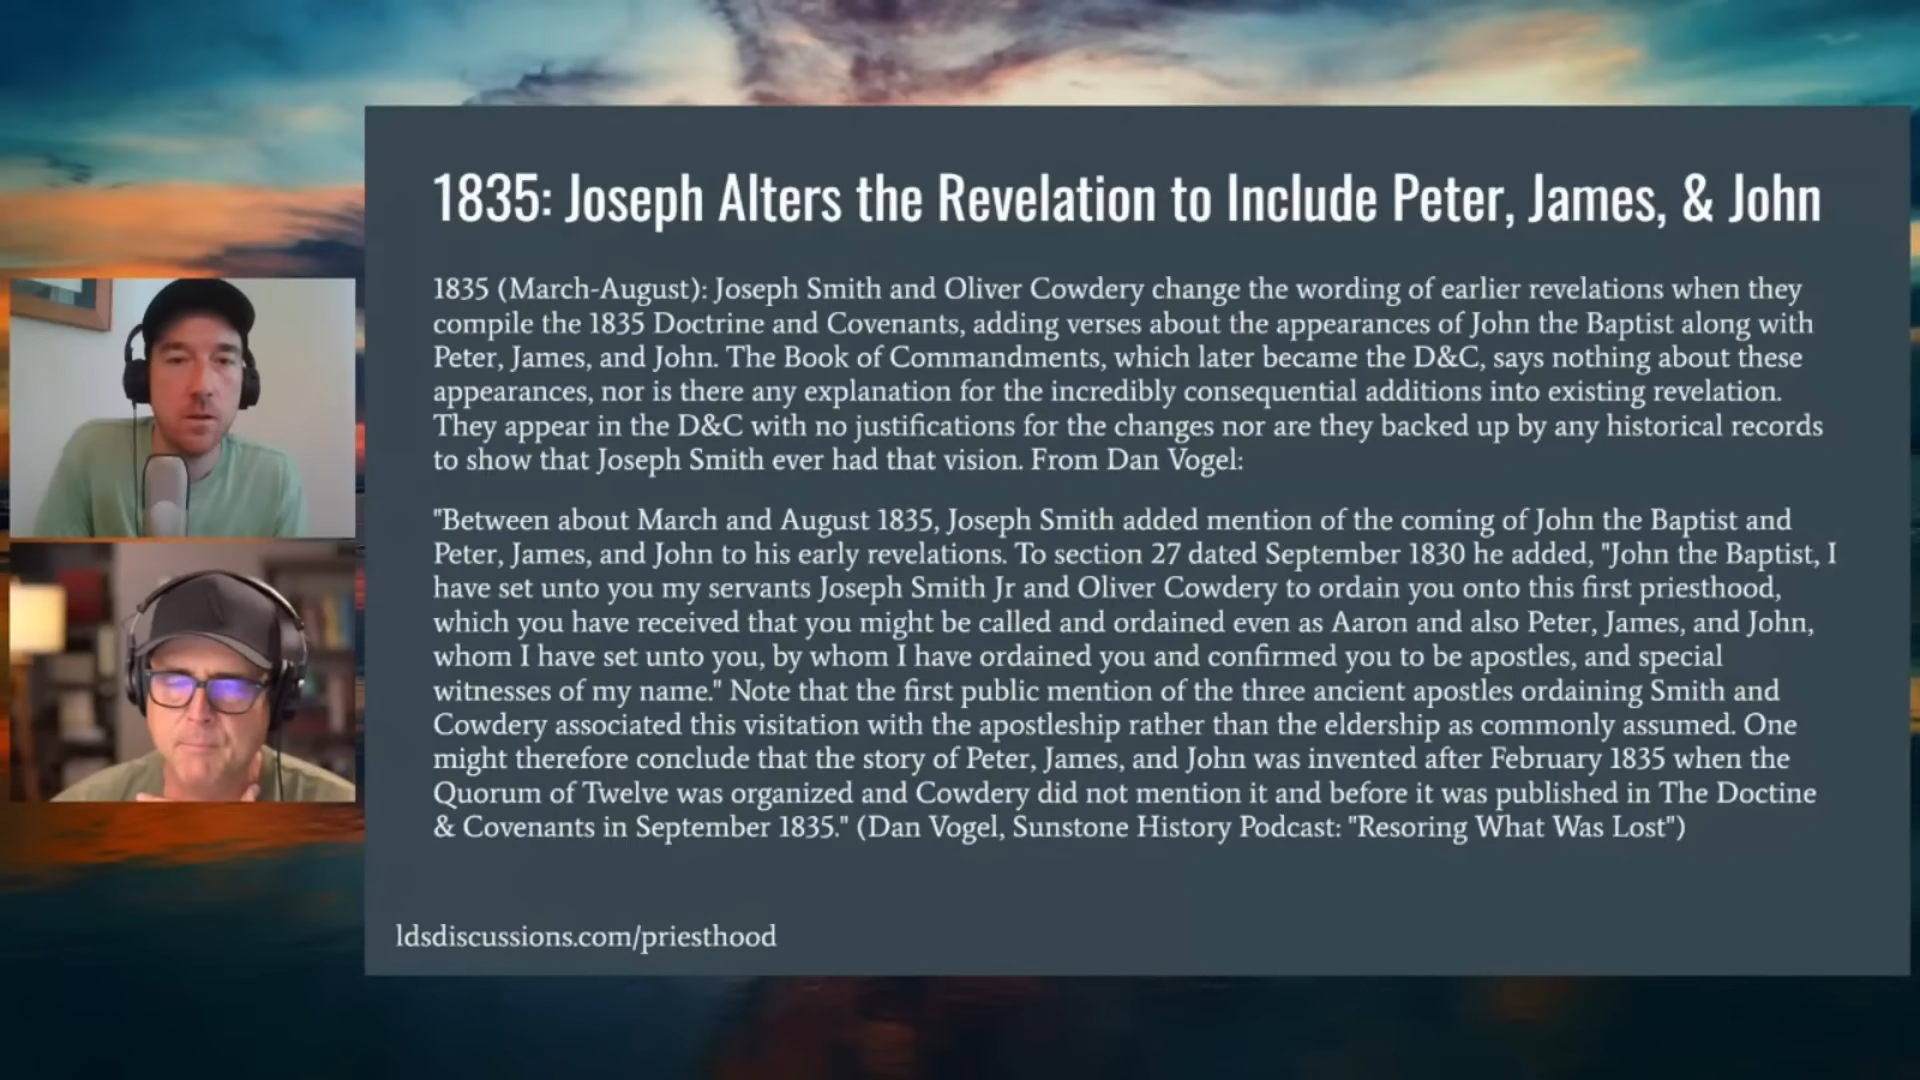 1835: Joseph Alters the Revelation to Include Peter, James, & John
1835 (March-August): Joseph Smith and Oliver Cowdery change the wording of earlier revelations when they
compile the 1835 Doctrine and Covenants, adding verses about the appearances of John the Baptist along with
Peter, James, and John. The Book of Commandments, which later became the D&C, says nothing about these
appearances, nor is there any explanation for the incredibly consequential additions into existing revelation.
They appear in the D&C with no justifications for the changes nor are they backed up by any historical records
to show that Joseph Smith ever had that vision. From Dan Vogel:
"Between about March and August 1835, Joseph Smith added mention of the coming of John the Baptist and
Peter, James, and John to his early revelations. To section 27 dated September 1830 he added, "John the Baptist, I
have set unto you my servants Joseph Smith Jr and Oliver Cowdery to ordain you onto this first priesthood,
which you have received that you might be called and ordained even as Aaron and also Peter, James, and John,
whom I have set unto you, by whom I have ordained you and confirmed you to be apostles, and special
witnesses of my name." Note that the first public mention of the three ancient apostles ordaining Smith and
Cowdery associated this visitation with the apostleship rather than the eldership as commonly assumed. One
might therefore conclude that the story of Peter, James, and John was invented after February 1835 when the
Quorum of Twelve was organized and Cowdery did not mention it and before it was published in The Doctine
& Covenants in September 1835." (Dan Vogel, Sunstone History Podcast: "Resoring What Was Lost")
ldsdiscussions.com/priesthood